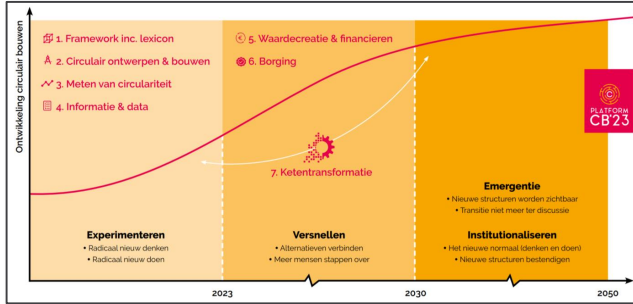 Ontwikkeling circulair bouwen
1. Framework inc. lexicon
2. Circulair ontwerpen & bouwen
3. Meten van circulariteit
4. Informatie & data
5. Waardecreatie & financieren
6. Borging
7. Ketentransformatie
PLATFORM
CB'23
Experimenteren
• Radicaal nieuw denken
• Radicaal nieuw doen
Versnellen
• Alternatieven verbinden
• Meer mensen stappen over
Emergentie
• Nieuwe structuren worden zichtbaar
• Transitie niet meer ter discussie
Institutionaliseren
• Het nieuwe normaal (denken en doen)
• Nieuwe structuren bestendigen
2023
2030
2050